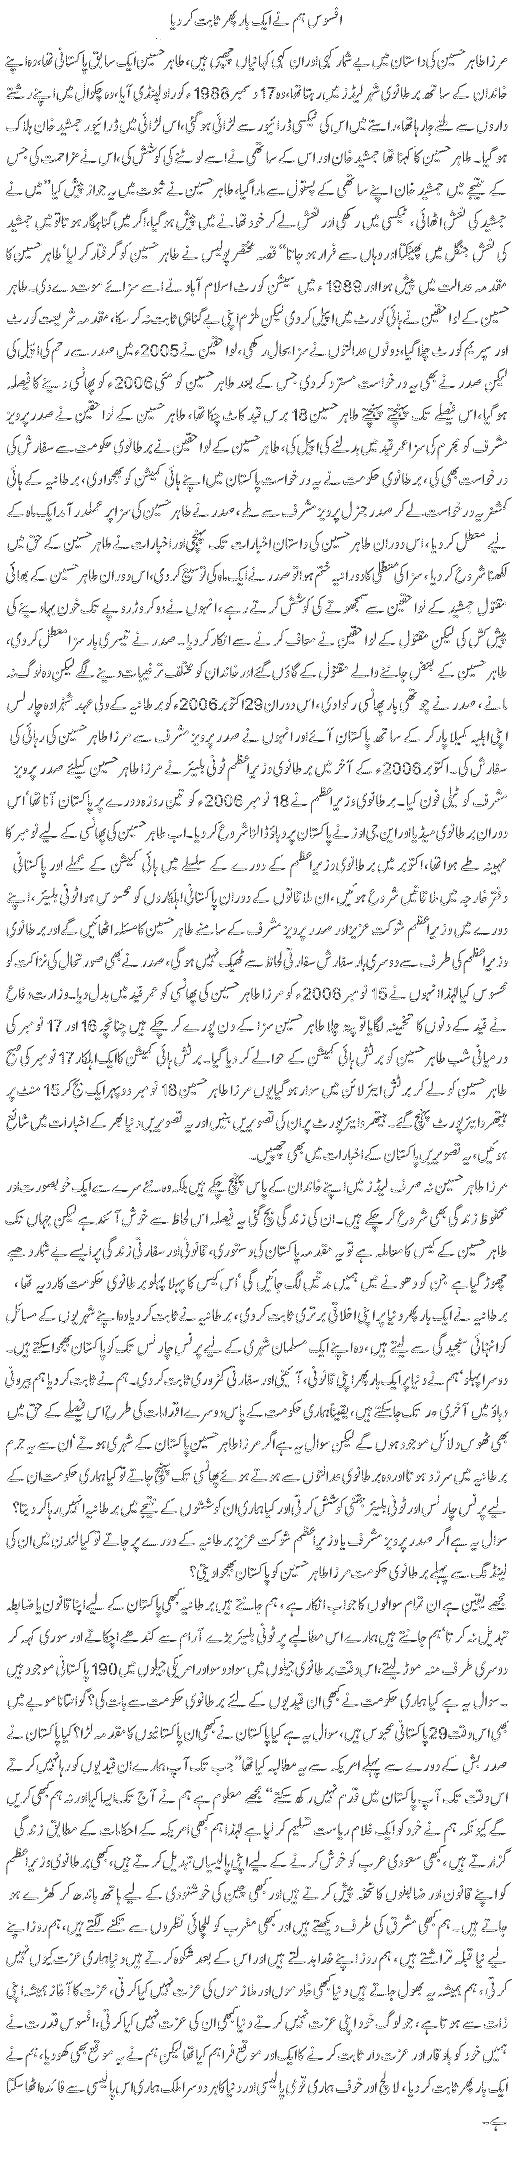 افسوس ہم نے ایک بار پھر ثابت کر دیا
مرزا طاہر حسین کی داستان میں بے شمار کہی اور ان کہی کہانیاں چھپی ہیں، طاہر حسین ایک سابق پاکستانی تھا، وہ اپنے
خاندان کے ساتھ برطانوی شہر لیڈز میں رہتا تھا، وہ 17 دسمبر 1988ء کو راولپنڈی آیا، وہ چکوال میں اپنے رشتے
داروں سے ملنے جا رہا تھا، راستے میں اس کی ٹیکسی ڈرائیور سے لڑائی ہو گئی، اس لڑائی میں ڈرائیور جمشید خان ہلاک
ہو گیا۔ طاہر حسین کا کہنا تھا جمشید خان اور اس کے ساتھی نے اسے لوٹنے کی کوشش کی، اس نے مزاحمت کی جس
کے نتیجے میں جمشید خان اپنے ساتھی کے پستول سے مارا گیا، طاہر حسین نے ثبوت میں یہ جواز پیش کیا ”میں نے
جمشید کی نعش اٹھائی، ٹیکسی میں رکھی اور نعش لے کر خود تھانے میں پیش ہو گیا، اگر میں گناہگار ہوتا تو میں جمشید
کی نعش جنگل میں پھینکتا اور وہاں سے فرار ہو جاتا“ قصہ مختصر پولیس نے طاہر حسین کو گرفتار کر لیا‘ طاہر حسین کا
مقدمہ عدالت میں پیش ہوا اور 1989ء میں سیشن کورٹ اسلام آباد نے اسے سزائے موت دے دی۔ طاہر
حسین کے لواحقین نے ہائی کورٹ میں اپیل کر دی لیکن ملزم اپنی بے گناہی ثابت نہ کر سکا، مقدمہ شریعت کورٹ
اور سپریم کورٹ چلا گیا، دونوں عدالتوں نے سزا بحال رکھی، لواحقین نے 2005ء میں صدر سے رحم کی اپیل کی
لیکن صدر نے بھی یہ درخواست مسترد کر دی جس کے بعد طاہر حسین کو مئی 2006ء کو پھانسی دینے کا فیصلہ
ہو گیا، اس فیصلے تک پہنچتے پہنچتے طاہر حسین 18 برس قید کاٹ چکا تھا، طاہر حسین کے لواحقین نے صدر پرویز
مشرف کو مجرم کی سزا عمر قید میں بدلنے کی اپیل کی، طاہر حسین کے لواحقین نے برطانوی حکومت سے سفارش کی
درخواست بھی کی، برطانوی حکومت نے یہ درخواست پاکستان میں اپنے ہائی کمیشن کو بھجوا دی، برطانیہ کے ہائی
کمشنر یہ درخواست لے کر صدر جنرل پرویز مشرف سے ملے، صدر نے طاہر حسین کی سزا پر عملدرآمد ایک ماہ کے
لیے معطل کر دیا، اس دوران طاہر حسین کی داستان اخبارات تک پہنچی اور اخبارات نے طاہر حسین کے حق میں
لکھنا شروع کر دیا، سزا کی معطلی کا دورانیہ ختم ہوا تو صدر نے ایک ماہ کی توسیع کر دی، اس دوران طاہر حسین کے بھائی
مقتول جمشید کے لواحقین سے سمجھوتے کی کوشش کرتے رہے، انہوں نے دو کروڑ روپے تک خون بہا دینے کی
پیش کش کی لیکن مقتول کے لواحقین نے معاف کرنے سے انکار کر دیا۔ صدر نے تیسری بار سزا معطل کر دی،
طاہر حسین کے بعض جاننے والے مقتول کے گاؤں گئے اور خاندان کو مختلف ترغیبات دینے لگے لیکن وہ لوگ نہ
مانے، صدر نے چوتھی بار پھانسی رکوا دی، اس دوران 29 اکتوبر 2006ء کو برطانیہ کے ولی عہد شہزادہ چارلس
اپنی اہلیہ کمیلا پارکر کے ساتھ پاکستان آئے اور انہوں نے صدر پرویز مشرف سے مرزا طاہر حسین کی رہائی کی
سفارش کی۔ اکتوبر 2006ء کے آخر میں برطانوی وزیراعظم ٹونی بلیئر نے مرزا طاہر حسین کیلئے صدر پرویز
مشرف کو ٹیلی فون کیا۔ برطانوی وزیراعظم نے 18 نومبر 2006ء کو تین روزہ دورے پر پاکستان آنا تھا‘ اس
دوران برطانوی میڈیا اور این جی اوز نے پاکستان پر دباؤ ڈالنا شروع کر دیا۔ اب طاہر حسین کی پھانسی کے لیے نومبر کا
مہینہ طے ہوا تھا، اکتوبر میں برطانوی وزیراعظم کے دورے کے سلسلے میں ہائی کمیشن کے عملے اور پاکستانی
دفتر خارجہ میں ملاقاتیں شروع ہوئیں، ان ملاقاتوں کے دوران پاکستانی اہلکاروں کو محسوس ہوا ٹونی بلیئر، اپنے
دورے میں وزیراعظم شوکت عزیز اور صدر پرویز مشرف کے سامنے طاہر حسین کا مسئلہ اٹھائیں گے اور برطانوی
وزیراعظم کی طرف سے دوسری بار سفارش سفارتی لحاظ سے ٹھیک نہیں ہو گی، صدر نے بھی صورتحال کی نزاکت کو
محسوس کیا لہٰذا انہوں نے 15 نومبر 2006ء کو مرزا طاہر حسین کی پھانسی کو عمر قید میں بدل دیا۔ وزارت دفاع
نے قید کے دنوں کا تخمینہ لگایا تو پتہ چلا طاہر حسین سزا کے دن پورے کر چکے ہیں چنانچہ 16 اور 17 نومبر کی
درمیانی شب طاہر حسین کو برٹش ہائی کمیشن کے حوالے کر دیا گیا۔ برٹش ہائی کمیشن کا ایک اہلکار 17 نومبر کی صبح
حسین کو لے کر برٹش ایئر لائن میں سوار ہو گیا یوں مرزا طاہر حسین 18 نومبر دوپہر ایک بج کر 15 منٹ پر
ہیتھرو ایئرپورٹ پہنچ گئے۔ ہیتھرو ایئرپورٹ پر ان کی تصویریں بنیں اور یہ تصویریں دنیا بھر کے اخبارات میں شائع
ہوئیں، یہ تصویریں پاکستان کے اخبارات میں بھی چھپیں۔
مرزا طاہر حسین نہ صرف لیڈز میں اپنے خاندان کے پاس پہنچ چکے ہیں بلکہ وہ نئے سرے سے ایک خوبصورت اور
محفوظ زندگی بھی شروع کر چکے ہیں۔ ان کی زندگی بچ گئی یہ فیصلہ اس لحاظ سے خوش آئند ہے لیکن جہاں تک
طاہر حسین کے کیس کا معاملہ ہے تو یہ مقدمہ پاکستان کی دستوری، قانونی اور سفارتی زندگی پر ایسے بے شمار دھبے
چھوڑ گیا ہے جن کو دھونے میں ہمیں مدتیں لگ جائیں گی‘ اس کیس کا پہلا پہلو برطانوی حکومت کا رویہ تھا،
برطانیہ نے ایک بار پھر دنیا پر اپنی اخلاقی برتری ثابت کر دی، برطانیہ نے ثابت کر دیا وہ اپنے شہریوں کے مسائل
کو انتہائی سنجیدگی سے لیتے ہیں، وہ اپنے ایک مسلمان شہری کے لیے پرنس چارلس تک کو پاکستان بھجوا سکتے ہیں۔
دوسرا پہلو‘ ہم نے دنیا پر ایک بار پھر اپنی قانونی، آئینی اور سفارتی کمزوری ثابت کر دی۔ ہم نے ثابت کر دیا ہم بیرونی
دباؤ میں آخری حد تک جا سکتے ہیں، یقیناً ہماری حکومت کے پاس دوسرے اقدامات کی طرح اس فیصلے کے حق میں
بھی ٹھوس دلائل موجود ہوں گے لیکن سوال یہ ہے اگر مرزا طاہر حسین پاکستان کے شہری ہوتے‘ ان سے یہ جرم
برطانیہ میں سرزد ہوتا اور وہ برطانوی عدالتوں سے ہوتے ہوئے پھانسی تک پہنچ جاتے تو کیا ہماری حکومت ان کے
لیے پرنس چارلس اور ٹونی بلیئر جتنی کوشش کرتی اور کیا ہماری ان کوششوں کے نتیجے میں برطانیہ انہیں رہا کر دیتا؟
سوال یہ ہے اگر صدر پرویز مشرف یا وزیراعظم شوکت عزیز برطانیہ کے دورے پر جاتے تو کیا لندن میں ان کی
لینڈنگ سے پہلے برطانوی حکومت مرزا طاہر حسین کو پاکستان بھجوا دیتی؟
مجھے یقین ہے ان تمام سوالوں کا جواب انکار ہے، ہم جانتے ہیں برطانیہ کبھی پاکستان کے لیے اپنا قانون یا ضابطہ
تبدیل نہ کرتا‘ ہم جانتے ہیں ہمارے اس مطالبے پر ٹونی بلیئر بڑے آرام سے کندھے اچکاتے اور سوری کہہ کر
دوسری طرف منہ موڑ لیتے، اس وقت برطانوی جیلوں میں سوا دو سو اور امریکی جیلوں میں 190 پاکستانی موجود ہیں
۔ سوال یہ ہے کیا ہماری حکومت نے کبھی ان قیدیوں کے لئے برطانوی حکومت سے بات کی؟ گوانتانا موبے میں
بھی اس وقت 29 پاکستانی محبوس ہیں، سوال یہ ہے کیا پاکستان نے کبھی ان پاکستانیوں کا مقدمہ لڑا؟ کیا پاکستان نے
صدر بش کے دورے سے پہلے امریکہ سے یہ مطالبہ کیا تھا ”جب تک آپ ہمارے ان قیدیوں کو رہا نہیں کرتے
اس وقت تک آپ پاکستان میں قدم نہیں رکھ سکتے“ مجھے معلوم ہے ہم نے آج تک ایسا کیا اور نہ ہم کبھی کریں
گے کیونکہ ہم نے خود کو ایک غلام ریاست تسلیم کر لیا ہے لہٰذا ہم کبھی امریکہ کے احکامات کے مطابق زندگی
گزارتے ہیں، کبھی سعودی عرب کو خوش کرنے کے لیے اپنی پالیسیاں تبدیل کرتے ہیں، کبھی برطانوی وزیراعظم
کو اپنے قانون اور ضابطوں کا تحفہ پیش کرتے ہیں اور کبھی چین کی خوشنودی کے لیے ہاتھ باندھ کر کھڑے ہو
جاتے ہیں۔ ہم کبھی مشرق کی طرف دیکھتے ہیں اور کبھی مغرب کو للچائی نظروں سے تکنے لگتے ہیں، ہم روز اپنے
لیے نیا قبلہ تراشتے ہیں، ہم روز اپنے خدا بدلتے ہیں اور اس کے بعد شکوہ کرتے ہیں دنیا ہماری عزت کیوں نہیں
کرتی، ہم ہمیشہ یہ بھول جاتے ہیں دنیا کبھی خادموں اور ملازموں کی عزت نہیں کیا کرتی، عزت کا آغاز ہمیشہ اپنی
ذات سے ہوتا ہے، جو لوگ خود اپنی عزت نہیں کرتے دنیا کبھی ان کی عزت نہیں کیا کرتی، افسوس قدرت نے
ہمیں خود کو باوقار اور عزت دار ثابت کرنے کا ایک اور موقع فراہم کیا تھا لیکن ہم نے یہ موقع بھی کھو دیا، ہم نے
ایک بار پھر ثابت کر دیا، لالچ اور خوف ہماری قومی پالیسی اور دنیا کا ہر دوسرا ملک ہماری اس پالیسی سے فائدہ اٹھا سکتا
ہے۔